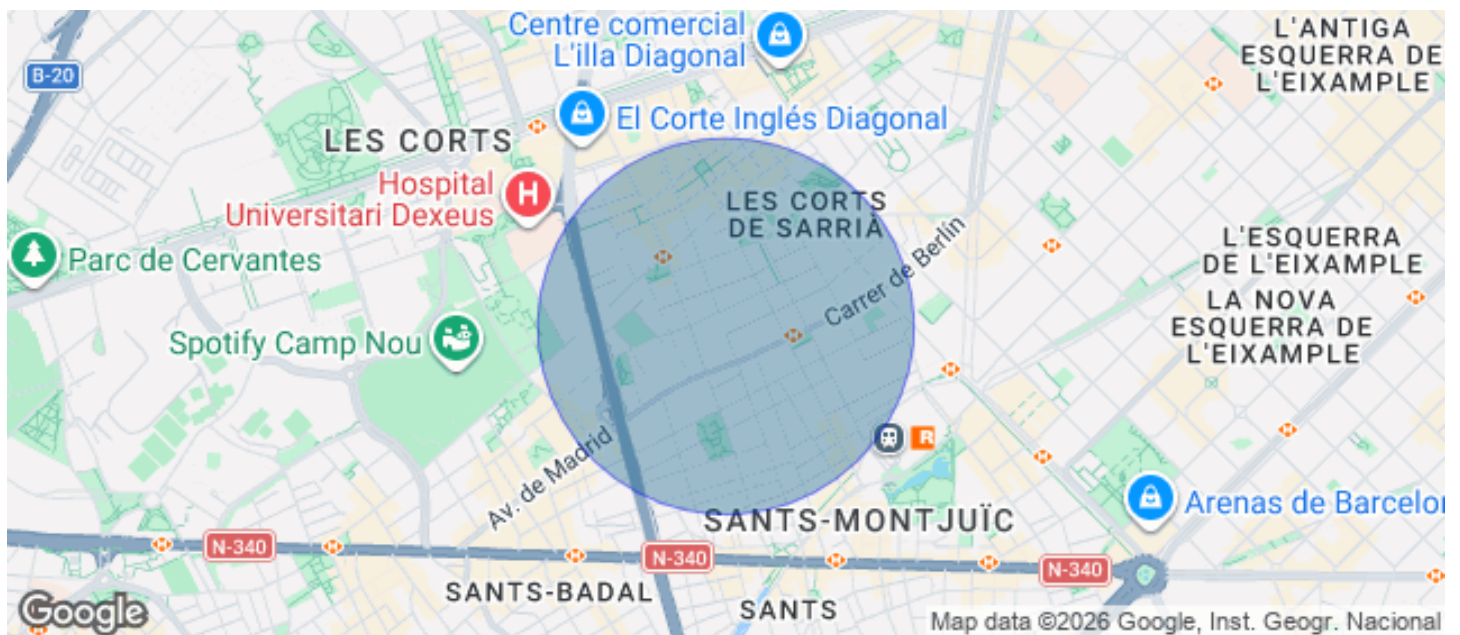 Centre comercial
L'illa Diagonal
L'ANTIGA
ESQUERRA DE
L'EIXAMPLE
B-20
El Corte Inglés Diagonal
LES CORTS
Hospital
Universitari Dexeus
H
LES CORTS
DE SARRIÀ
Parc de Cervantes
Carrer de Berlín
L'ESQUERRA
DE L'EIXAMPLE
LA NOVA
ESQUERRA DE
L'EIXAMPLE
Spotify Camp Nou
Av. de Madrid
R
Arenas de Barcelor
SANTS-MONTJUÏC
N-340
N-340
N-340
SANTS-BADAL
SANTS
Google
Map data ©2026 Google, Inst. Geogr. Nacional